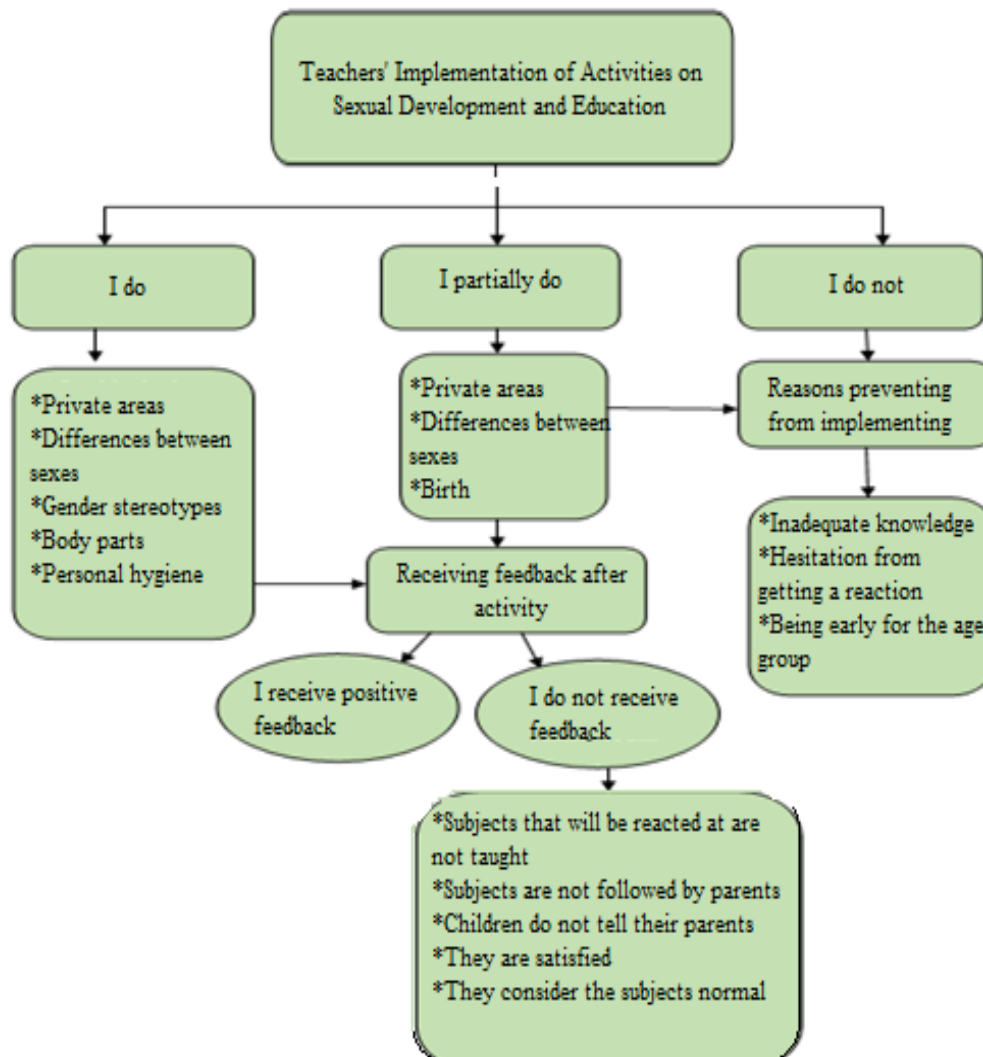 Teachers' Implementation of Activities on
Sexual Development and Education
I do
I partially do
I do not
*Private areas
*Differences between
sexes
*Gender stereotypes
*Body parts
*Personal hygiene
*Private areas
*Differences between
sexes
*Birth
Reasons preventing
from implementing
*Inadequate knowledge
*Hesitation from
getting a reaction
*Being early for the age
group
Receiving feedback after
activity
I receive positive
feedback
I do not receive
feedback
*Subjects that will be reacted at are
not taught
*Subjects are not followed by parents
*Children do not tell their parents
*They are satisfied
*They consider the subjects normal